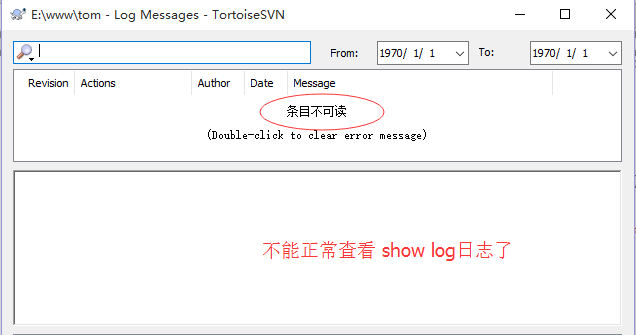 E:\www\tom - Log Messages - TortoiseSVN
From: 1970/ 1/ 1 To: 1970/ 1/ 1
Revision Actions Author Date Message
条目不可读
(Double-click to clear error message)
不能正常查看 show log日志了